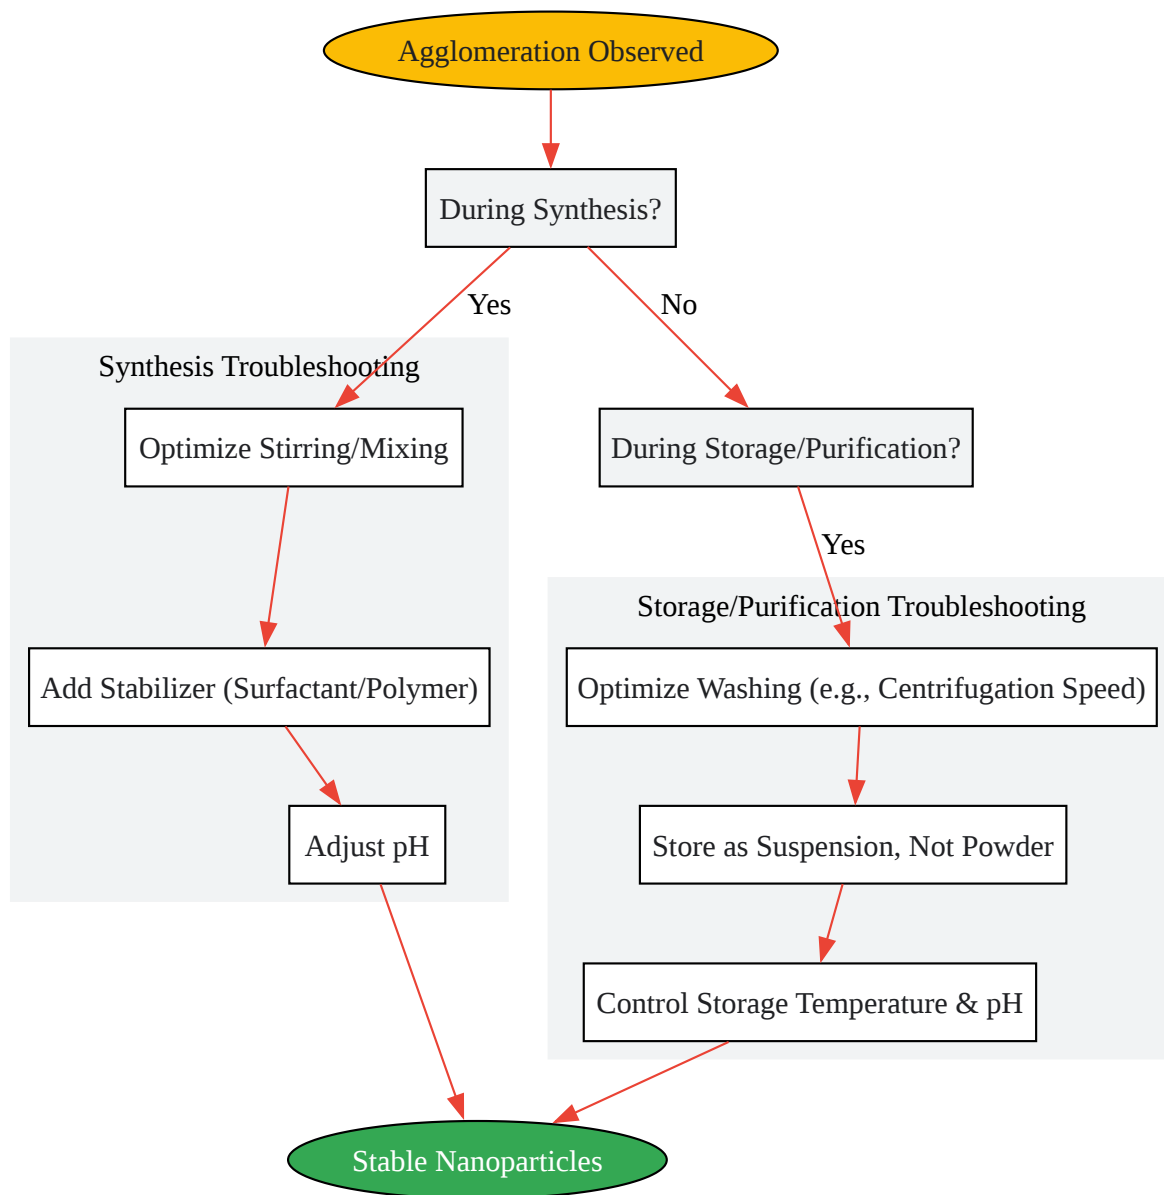 Agglomeration Observed
During Synthesis?
Yes
No
Synthesis Troubleshooting
Optimize Stirring/Mixing
During Storage/Purification?
Yes
Storage/Purification Troubleshooting
Add Stabilizer (Surfactant/Polymer)
Optimize Washing (e.g., Centrifugation Speed)
Adjust pH
Store as Suspension, Not Powder
Control Storage Temperature & pH
Stable Nanoparticles